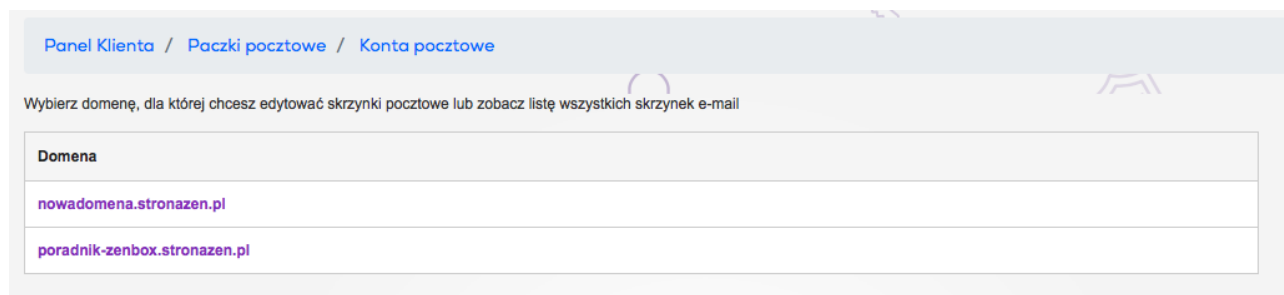 Panel Klienta / Paczki pocztowe / Konta pocztowe
Wybierz domenę, dla której chcesz edytować skrzynki pocztowe lub zobacz listę wszystkich skrzynek e-mail
Domena
nowadomena.stronazen.pl
poradnik-zenbox.stronazen.pl